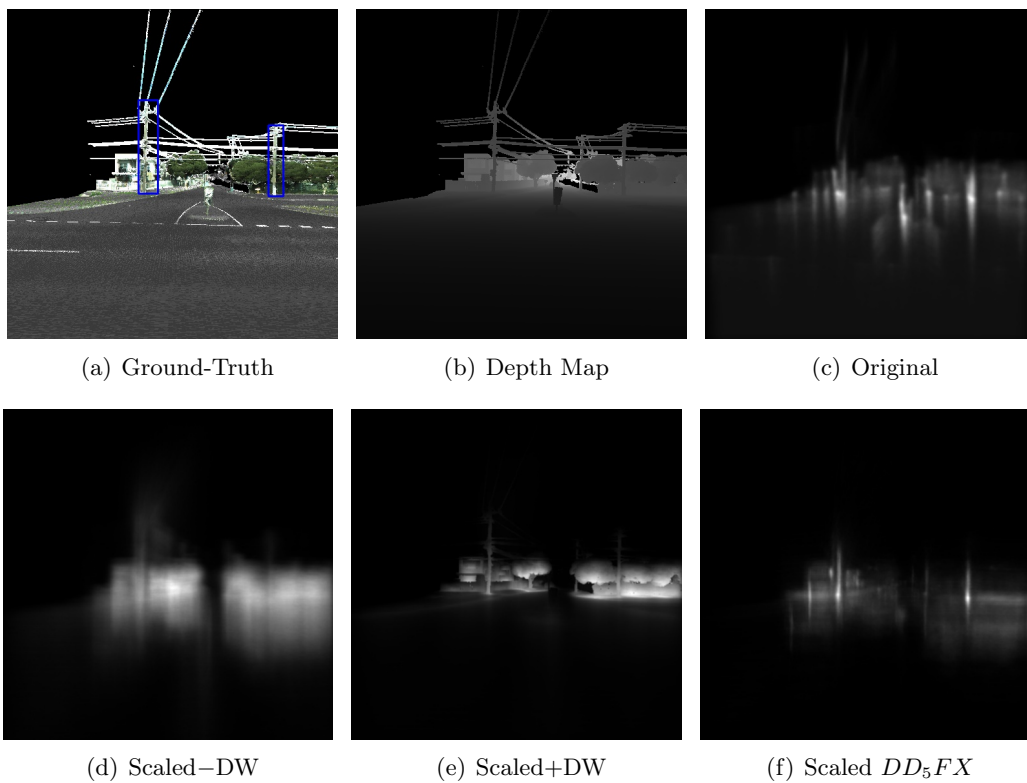 (a) Ground-Truth
(b) Depth Map
(c) Original
(d) Scaled−DW
(e) Scaled+DW
(f) Scaled DD₅FX